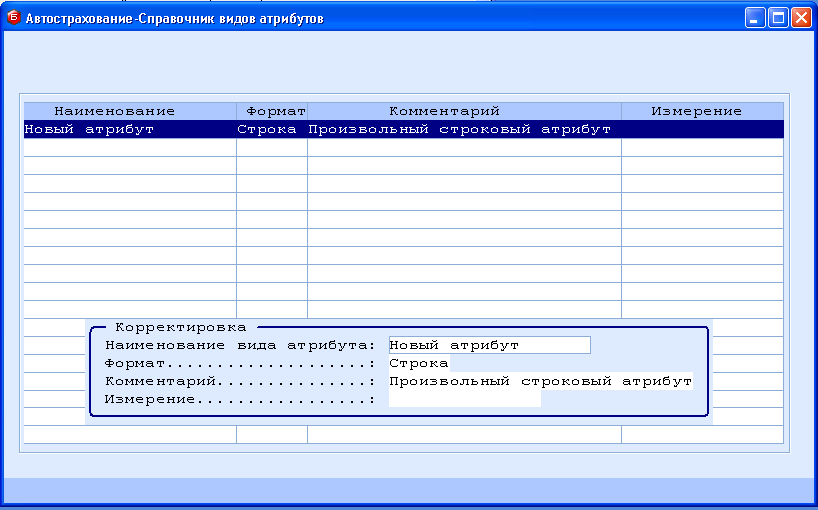 Автострахование-Справочник видов атрибутов
Наименование Формат Комментарий Измерение
Новый атрибут Строка Произвольный строковый атрибут
Корректировка
Наименование вида атрибута: Новый атрибут
Формат....................: Строка
Комментарий...............: Произвольный строковый атрибут
Измерение.................: